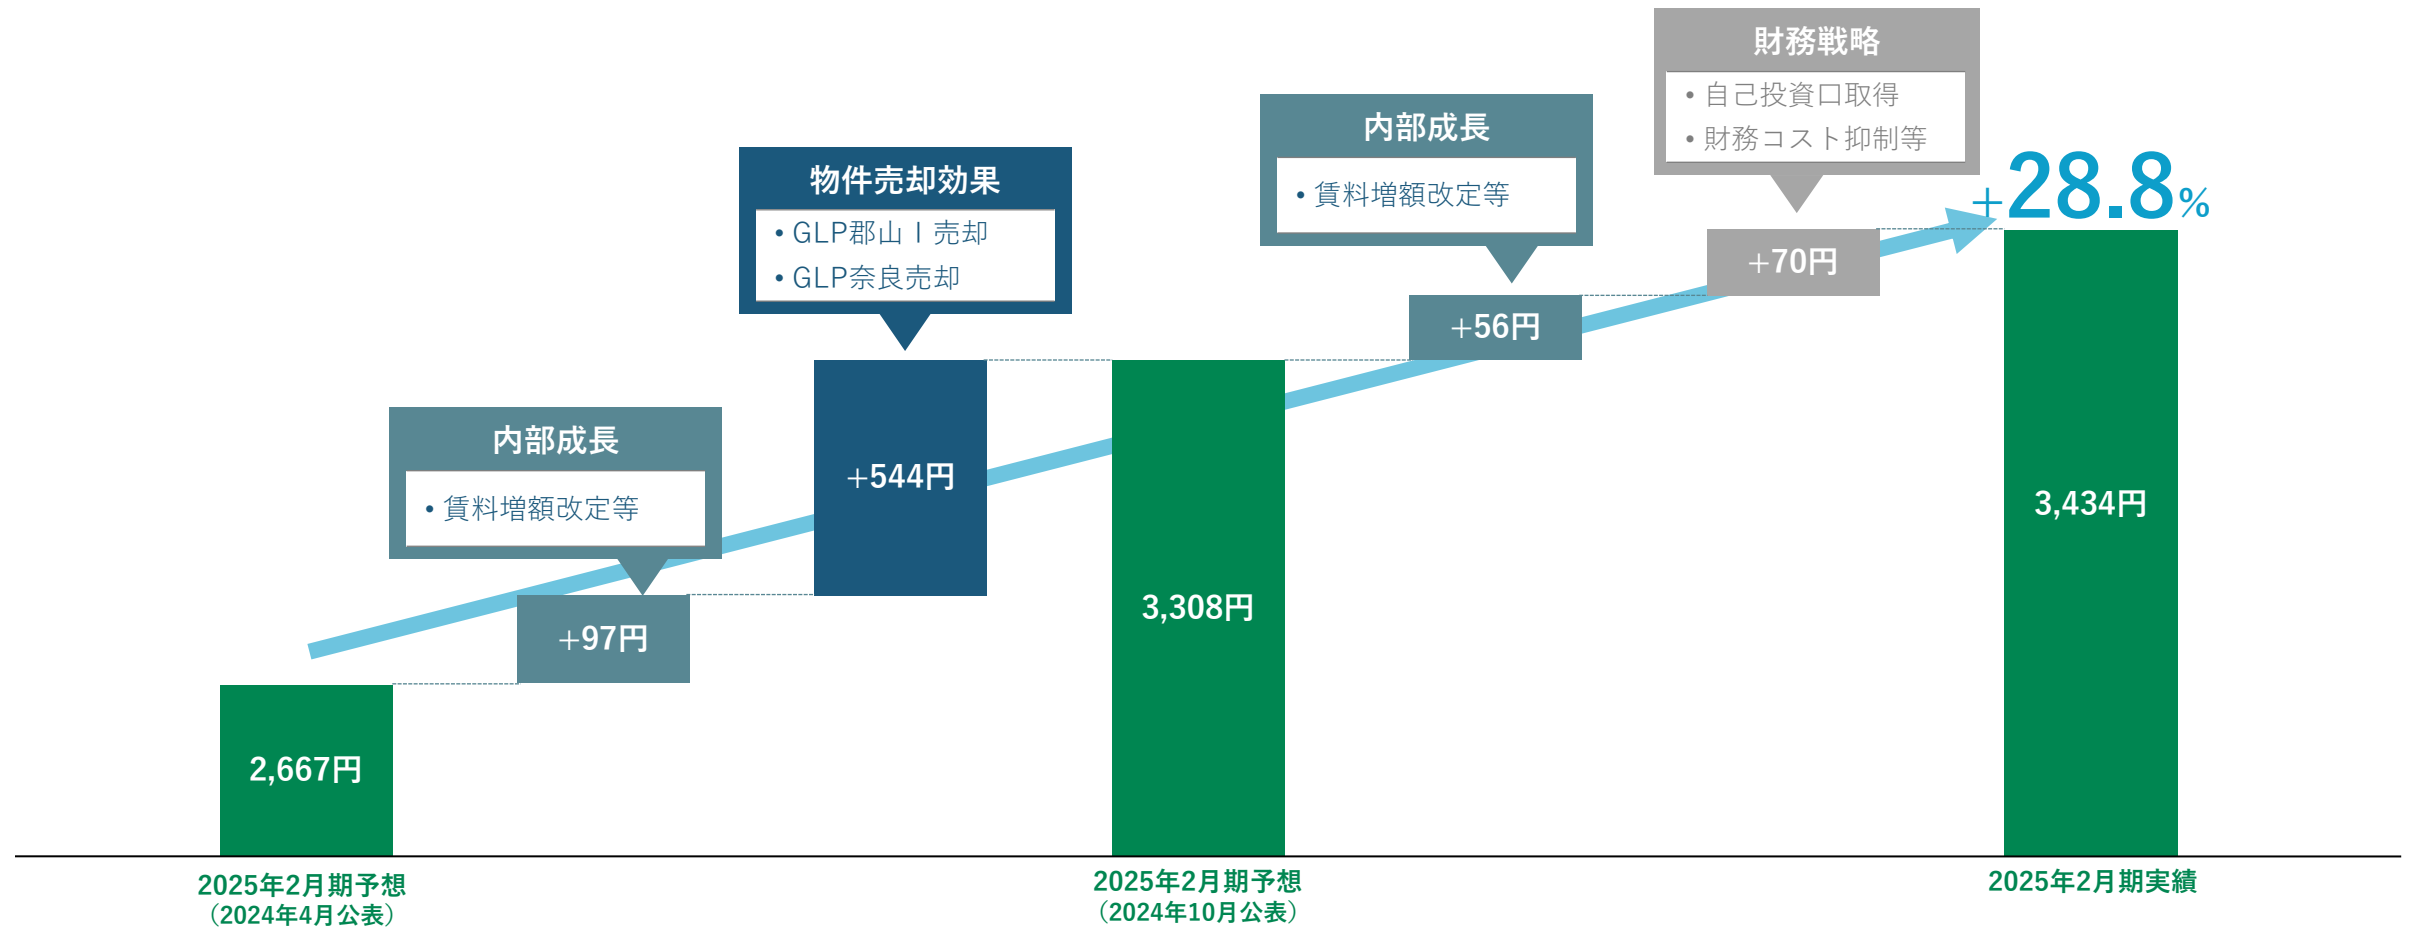 財務戦略
• 自己投資口取得
• 財務コスト抑制等
内部成長
• 賃料増額改定等
物件売却効果
• GLP郡山Ⅰ売却
• GLP奈良売却
+28.8%
+70円
+56円
内部成長
• 賃料増額改定等
+544円
+97円
2,667円
3,308円
3,434円
2025年2月期予想
（2024年4月公表）
2025年2月期予想
（2024年10月公表）
2025年2月期実績